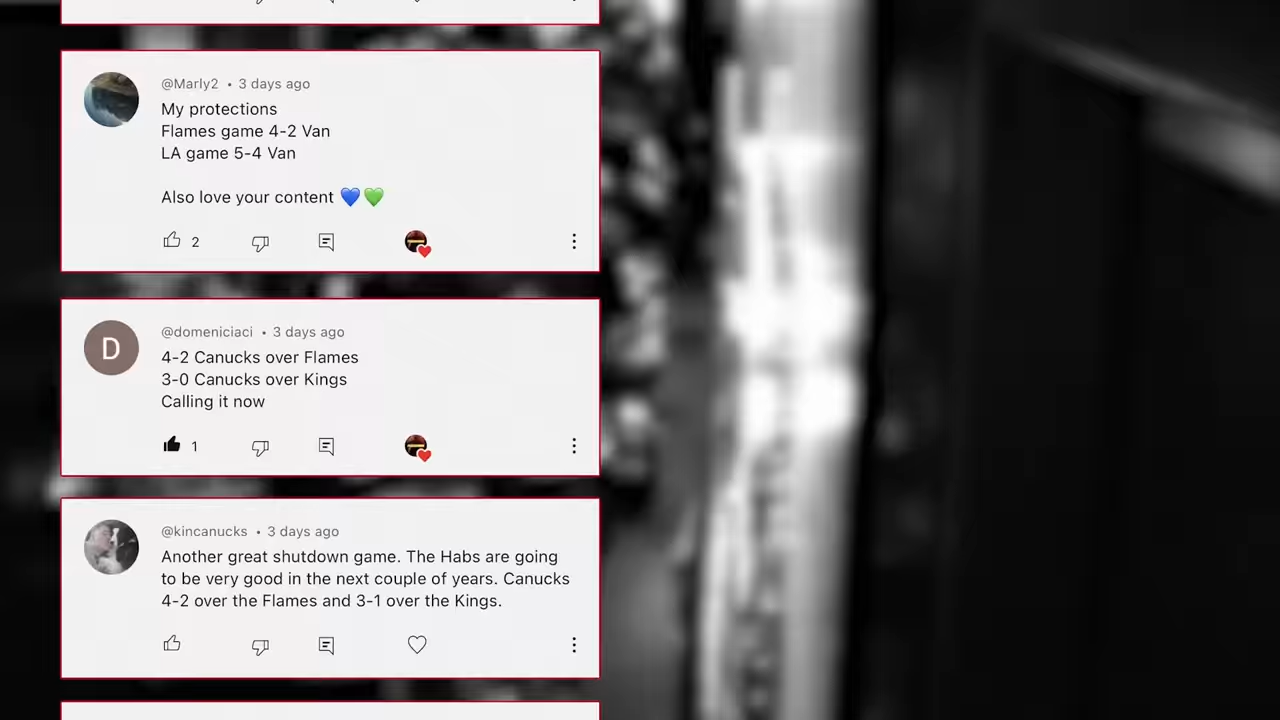 @Marly2 • 3 days ago
My protections
Flames game 4-2 Van
LA game 5-4 Van
Also love your content 💙💚
2
D
@domeniciaci • 3 days ago
4-2 Canucks over Flames
3-0 Canucks over Kings
Calling it now
1
@kincanucks • 3 days ago
Another great shutdown game. The Habs are going
to be very good in the next couple of years. Canucks
4-2 over the Flames and 3-1 over the Kings.